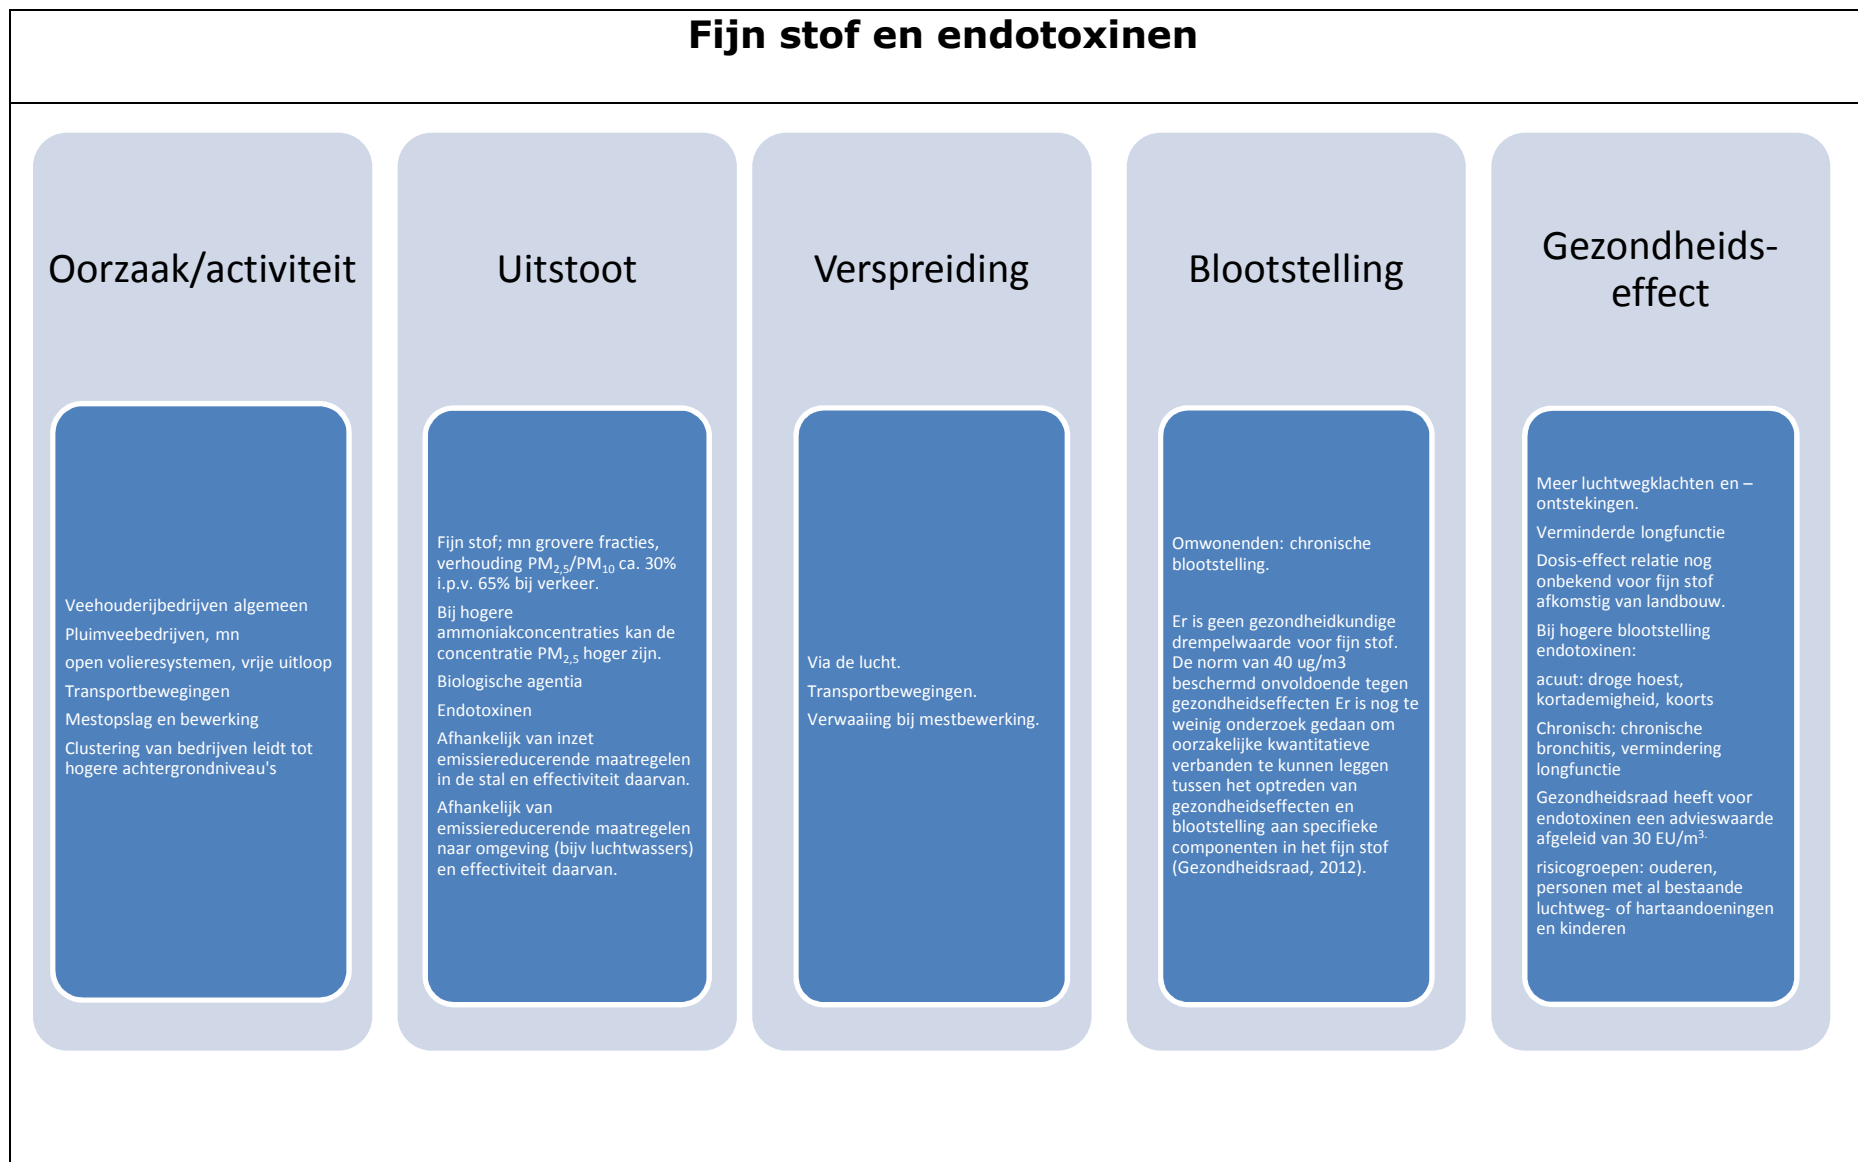 Fijn stof en endotoxinen
Oorzaak/activiteit
Veehouderijbedrijven algemeen
Pluimveebedrijven, mn
open volieresystemen, vrije uitloop
Transportbewegingen
Mestopslag en bewerking
Clustering van bedrijven leidt tot
hogere achtergrondniveau's
Uitstoot
Fijn stof; mn grovere fracties,
verhouding PM2,5/PM10 ca. 30%
i.p.v. 65% bij verkeer.
Bij hogere
ammoniakconcentraties kan de
concentratie PM2,5 hoger zijn.
Biologische agentia
Endotoxinen
Afhankelijk van inzet
emissiereducerende maatregelen
in de stal en effectiviteit daarvan.
Afhankelijk van
emissiereducerende maatregelen
naar omgeving (bijv luchtwassers)
en effectiviteit daarvan.
Verspreiding
Via de lucht.
Transportbewegingen.
Verwaaiing bij mestbewerking.
Blootstelling
Omwonenden: chronische
blootstelling.
Er is geen gezondheidkundige
drempelwaarde voor fijn stof.
De norm van 40 ug/m3
beschermd onvoldoende tegen
gezondheidseffecten Er is nog te
weinig onderzoek gedaan om
oorzakelijke kwantitatieve
verbanden te kunnen leggen
tussen het optreden van
gezondheidseffecten en
blootstelling aan specifieke
componenten in het fijn stof
(Gezondheidsraad, 2012).
Gezondheids-
effect
Meer luchtwegklachten en –
ontstekingen.
Verminderde longfunctie
Dosis-effect relatie nog
onbekend voor fijn stof
afkomstig van landbouw.
Bij hogere blootstelling
endotoxinen:
acuut: droge hoest,
kortademigheid, koorts
Chronisch: chronische
bronchitis, vermindering
longfunctie
Gezondheidsraad heeft voor
endotoxinen een advieswaarde
afgeleid van 30 EU/m3.
risicogroepen: ouderen,
personen met al bestaande
luchtweg- of hartaandoeningen
en kinderen